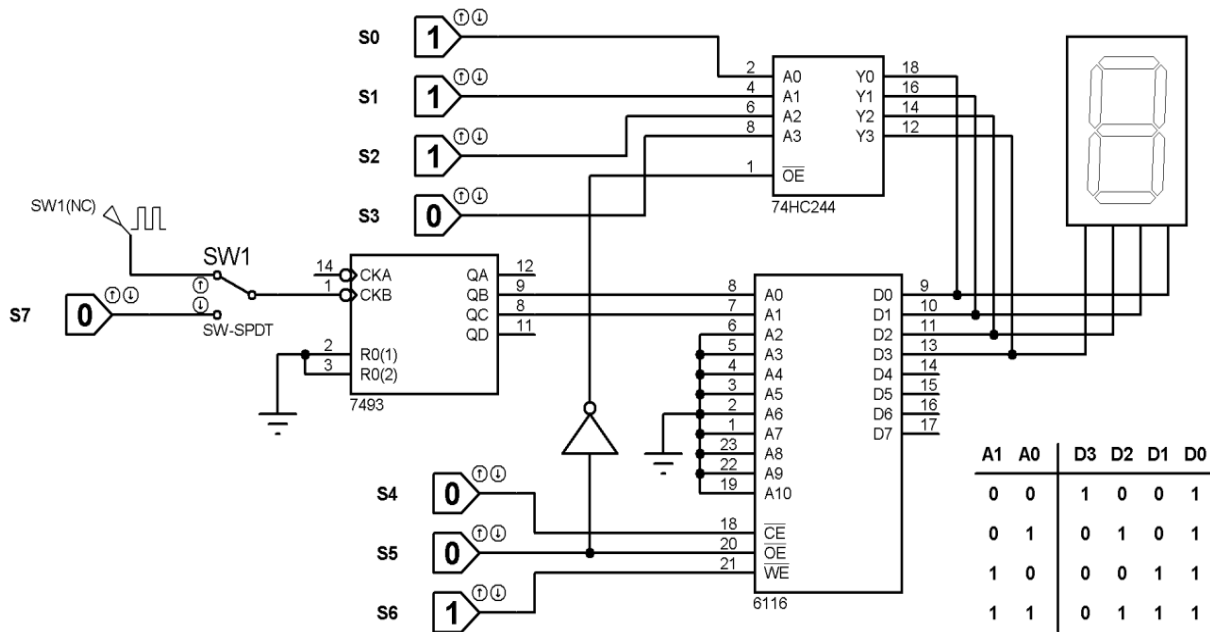 S0 1
S1 1
S2 1
S3 0
2 A0 Y0 18
4 A1 Y1 16
6 A2 Y2 14
8 A3 Y3 12
1 OE
74HC244
SW1(NC)
SW1
SW-SPDT
S7 0
14 CKA QA 12
1 CKB QB 9
QC 8
QD 11
2 R0(1)
3 R0(2)
7493
8 A0 D0 9
7 A1 D1 10
6 A2 D2 11
5 A3 D3 13
4 A4 D4 14
3 A5 D5 15
2 A6 D6 16
1 A7 D7 17
23 A8
22 A9
19 A10
18 CE
20 OE
21 WE
6116
S4 0
S5 0
S6 1
A1 A0 D3 D2 D1 D0
0 0 1 0 0 1
0 1 0 1 0 1
1 0 0 0 1 1
1 1 0 1 1 1